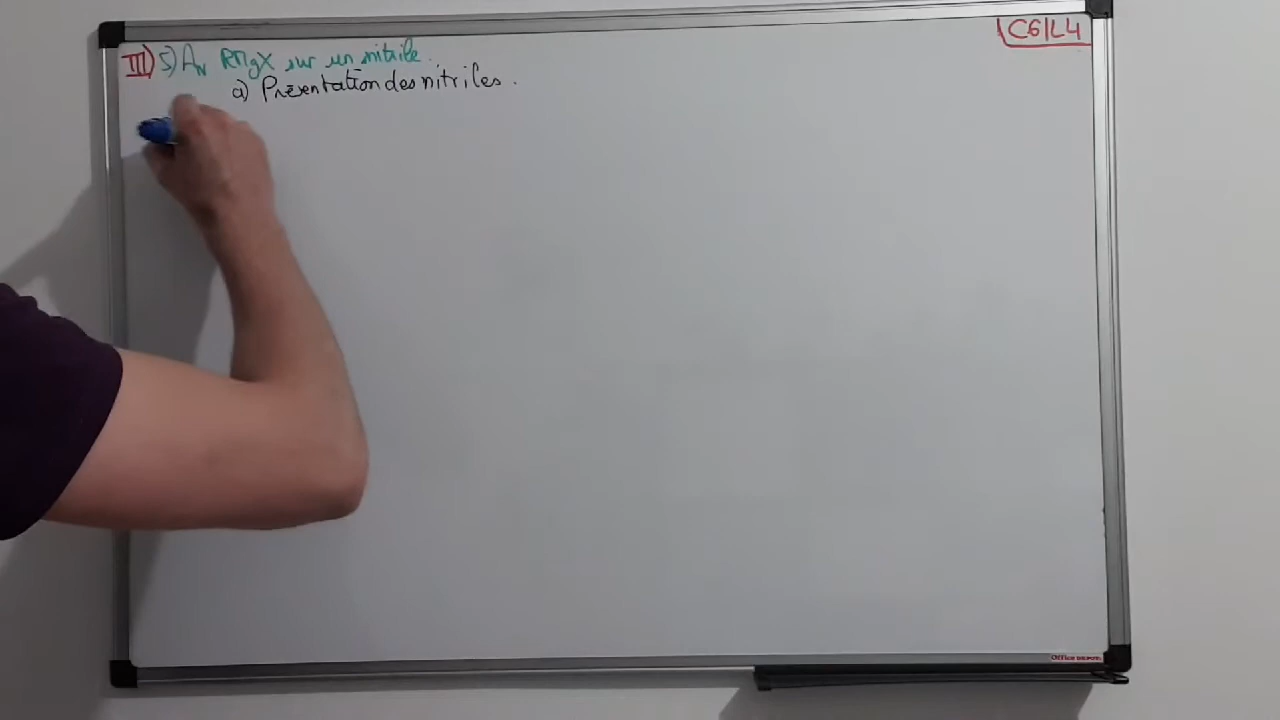 III) 5) AN RMgX sur un nitrile.
C6/L4
a) Présentation des nitriles.
OFFICE DEPOT